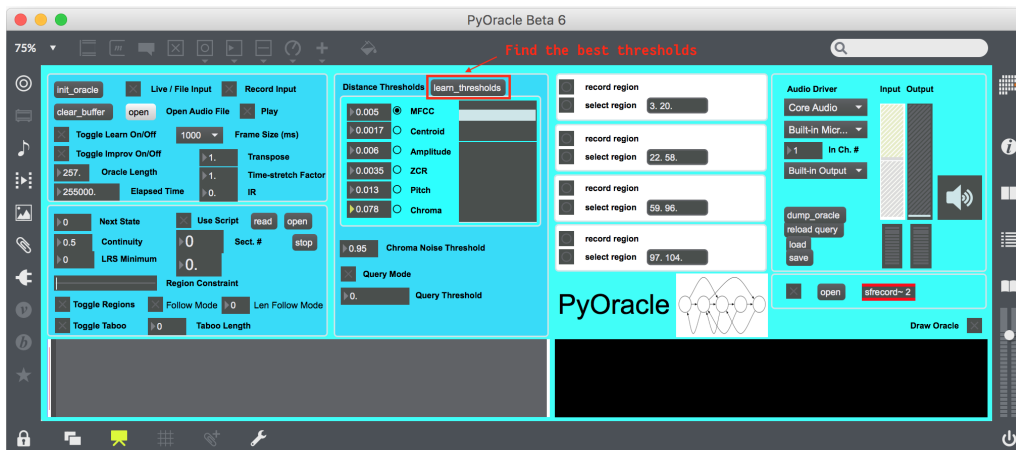 PyOracle Beta 6
75%
Find the best thresholds
init_oracle
Live / File Input
Record Input
clear_buffer
open
Open Audio File
Play
Toggle Learn On/Off
1000
Frame Size (ms)
Toggle Improv On/Off
1.
Transpose
257.
Oracle Length
1.
Time-stretch Factor
255000.
Elapsed Time
0.
IR
0
Next State
Use Script
read
open
0.5
Continuity
0
Sect. #
stop
0
LRS Minimum
0.
Region Constraint
Toggle Regions
Follow Mode
0
Len Follow Mode
Toggle Taboo
0
Taboo Length
Distance Thresholds
learn_thresholds
0.005
MFCC
0.0017
Centroid
0.006
Amplitude
0.0035
ZCR
0.013
Pitch
0.078
Chroma
0.95
Chroma Noise Threshold
Query Mode
0.
Query Threshold
record region
select region
3. 20.
record region
select region
22. 58.
record region
select region
59. 96.
record region
select region
97. 104.
PyOracle
Audio Driver
Input Output
Core Audio
Built-in Micr...
1
In Ch. #
Built-in Output
dump_oracle
reload query
load
save
open
sfrecord~ 2
Draw Oracle